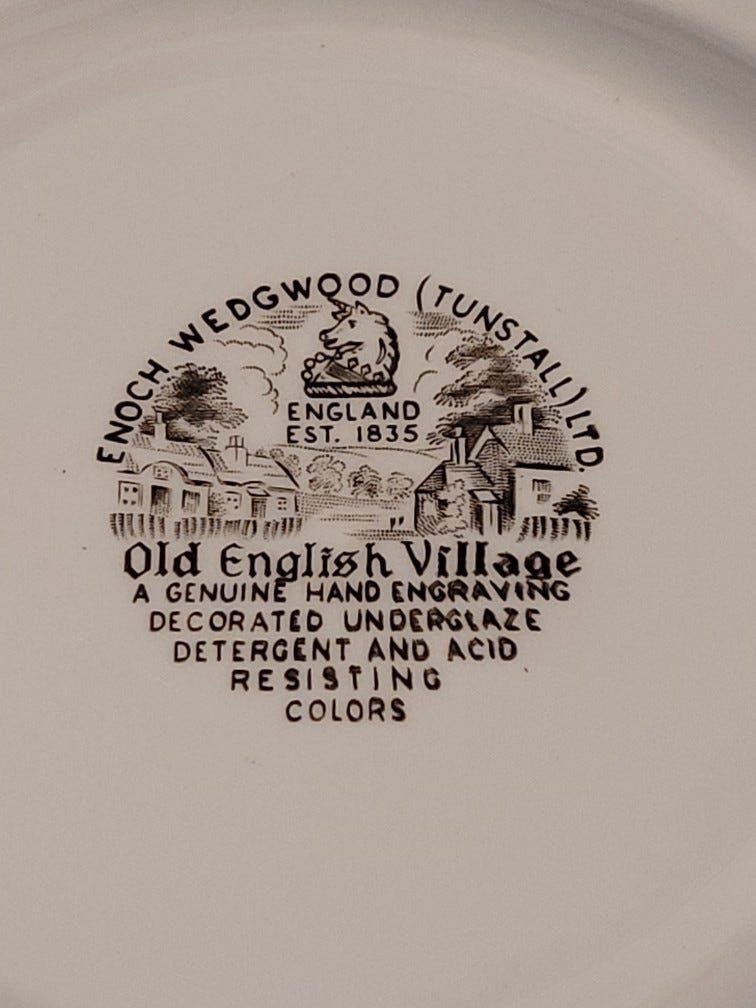 ENOCH WEDGWOOD (TUNSTALL) LTD.
ENGLAND
EST. 1835
Old English Village
A GENUINE HAND ENGRAVING
DECORATED UNDERGLAZE
DETERGENT AND ACID
RESISTING
COLORS